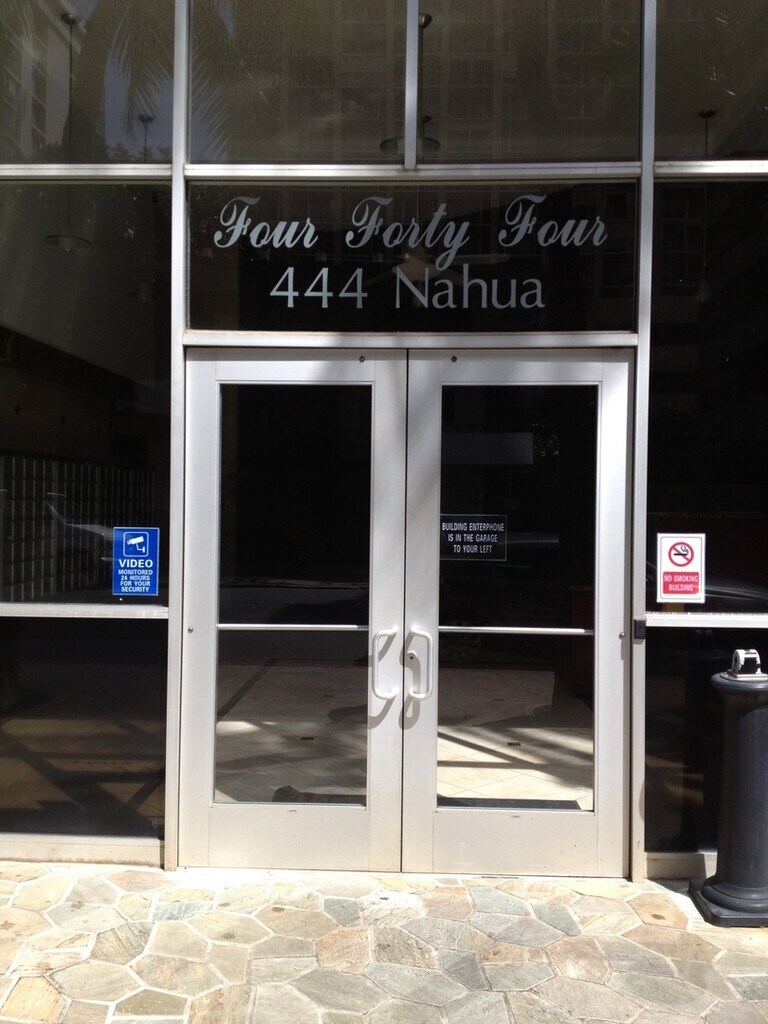 Four Forty Four
444 Nahua
BUILDING ENTERPHONE
IS IN THE GARAGE
TO YOUR LEFT
VIDEO
MONITORED
24 HOURS
FOR YOUR
SECURITY
NO SMOKING
BUILDING